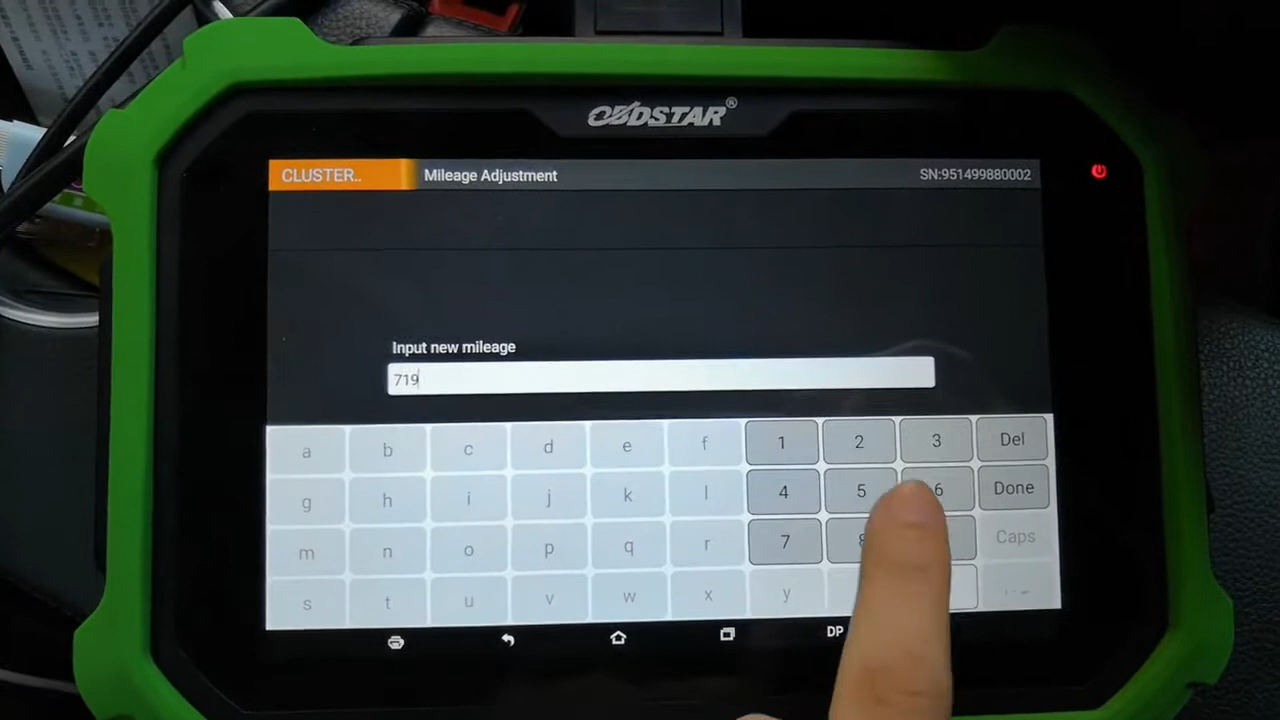 OBDSTAR®
CLUSTER.. Mileage Adjustment SN:951499880002
Input new mileage
719
a b c d e f 1 2 3 Del
g h i j k l 4 5 6 Done
m n o p q r 7 8 Caps
s t u v w x y
DP